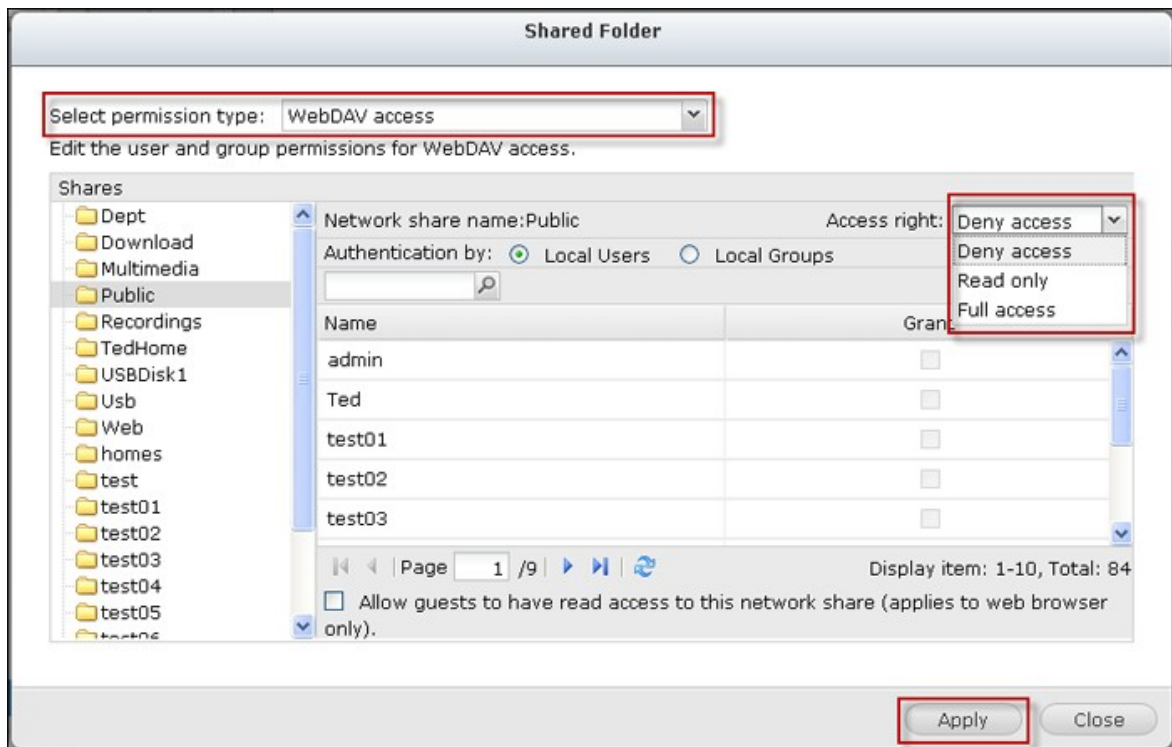 Shared Folder
Select permission type: WebDAV access
Edit the user and group permissions for WebDAV access.
Shares
Dept
Download
Multimedia
Public
Recordings
TedHome
USBDisk1
Usb
Web
homes
test
test01
test02
test03
test04
test05
test06
Network share name:Public Access right: Deny access
Deny access
Read only
Full access
Authentication by: Local Users Local Groups
Name Grant
admin
Ted
test01
test02
test03
Page 1 /9 Display item: 1-10, Total: 84
Allow guests to have read access to this network share (applies to web browser
only).
Apply Close